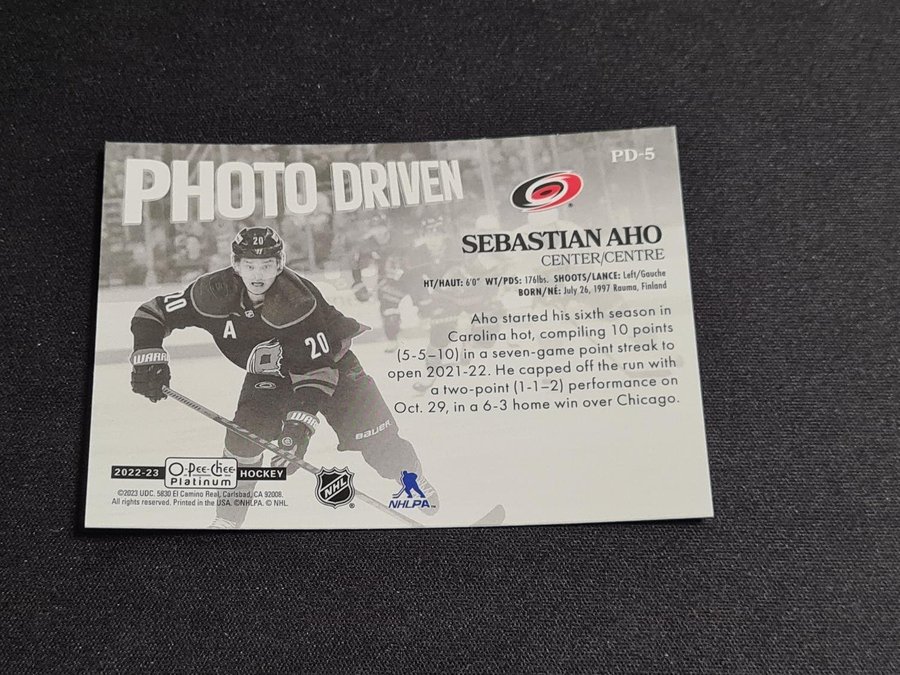 PHOTO DRIVEN
PD-5
SEBASTIAN AHO
CENTER/CENTRE
HT/HAUT: 6'0" WT/PDS: 176lbs. SHOOTS/LANCE: Left/Gauche
BORN/NÉ: July 26, 1997 Rauma, Finland
Aho started his sixth season in
Carolina hot, compiling 10 points
(5-5–10) in a seven-game point streak to
open 2021-22. He capped off the run with
a two-point (1-1–2) performance on
Oct. 29, in a 6-3 home win over Chicago.
20
20
A
20
WARR
WAR
BAUER
2022-23 O-Pee-Chee Platinum HOCKEY
©2023 UDC. 5830 El Camino Real, Carlsbad, CA 92008.
All rights reserved. Printed in the USA. ©NHLPA. © NHL.
NHL
NHLPA